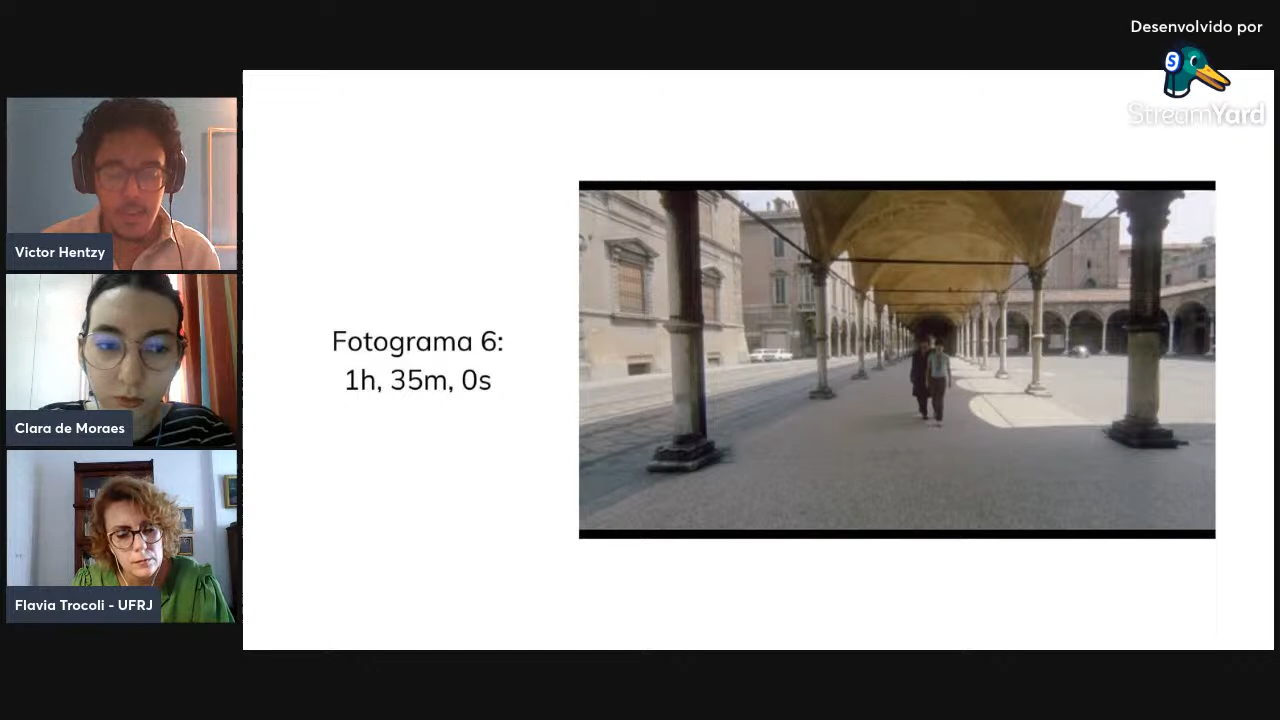 Desenvolvido por
StreamYard
Victor Hentzy
Clara de Moraes
Flavia Trocoli - UFRJ
Fotograma 6:
1h, 35m, 0s